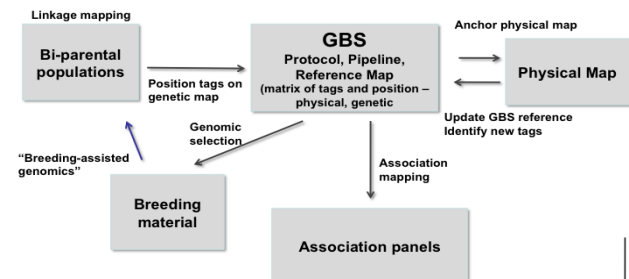 Linkage mapping
Bi-parental
populations
Position tags on
genetic map
GBS
Protocol, Pipeline,
Reference Map
(matrix of tags and position –
physical, genetic
Anchor physical map
Physical Map
Update GBS reference
Identify new tags
Genomic
selection
"Breeding-assisted
genomics"
Association
mapping
Breeding
material
Association panels